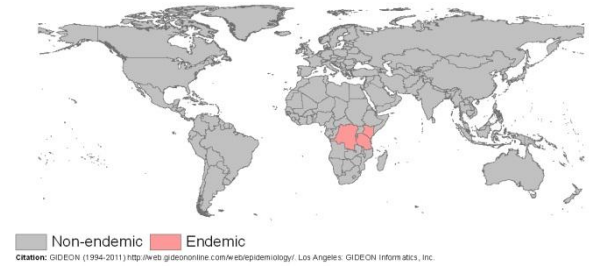 Non-endemic Endemic
Citation: GIDEON (1994-2011) http://web.gideononline.com/web/epidemiology/. Los Angeles: GIDEON Informatics, Inc.